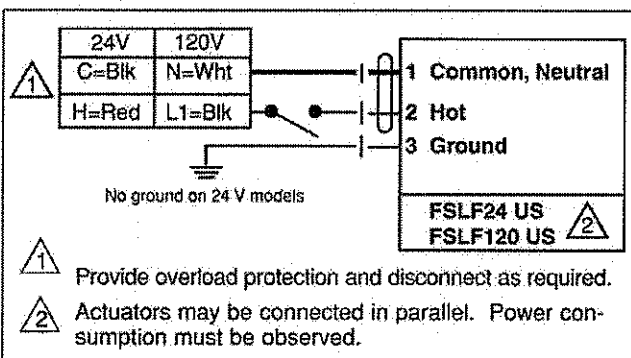 24V 120V
C=Blk N=Wht
H=Red L1=Blk
1
1 Common, Neutral
2 Hot
3 Ground
No ground on 24 V models
FSLF24 US
FSLF120 US
2
1
Provide overload protection and disconnect as required.
2
Actuators may be connected in parallel. Power con-
sumption must be observed.